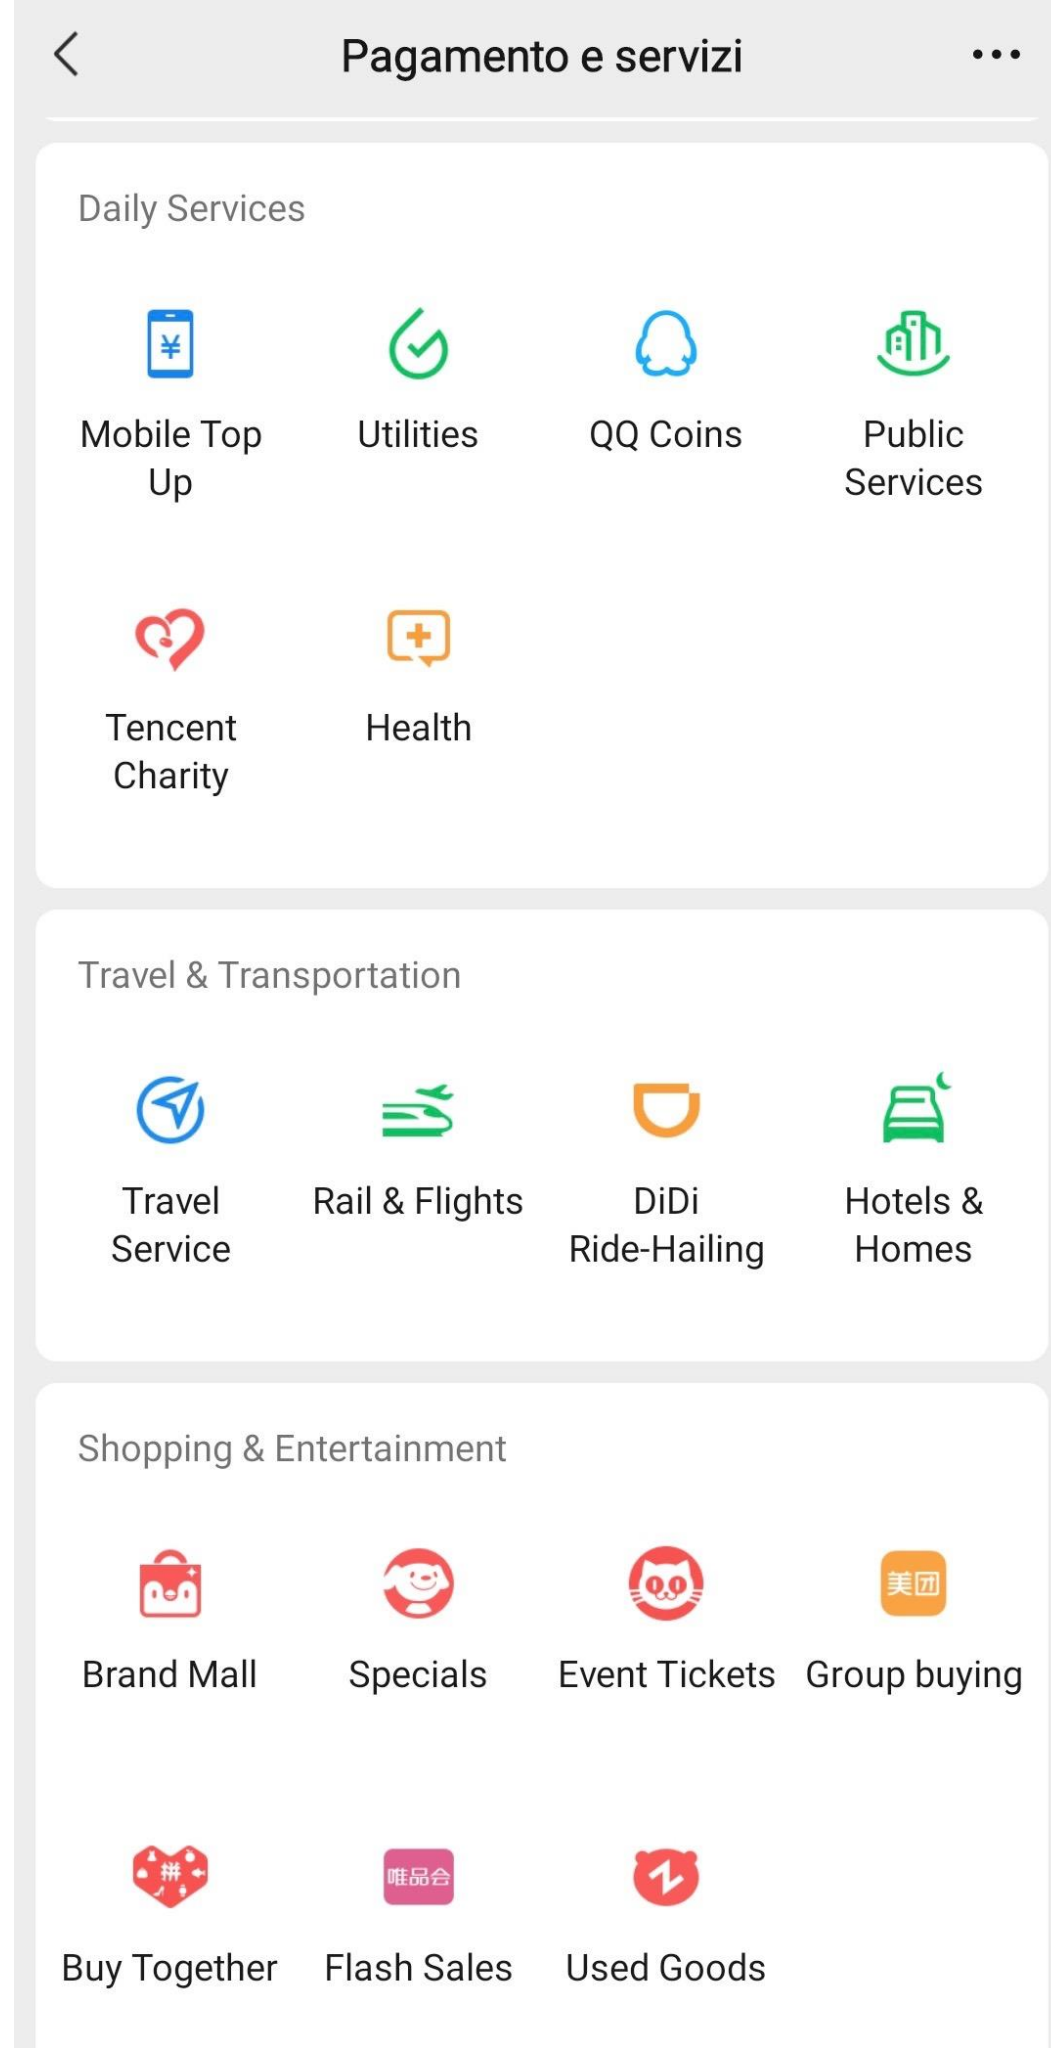 Pagamento e servizi
Daily Services
¥
Mobile Top
Up
Utilities
QQ Coins
Public
Services
Tencent
Charity
Health
Travel & Transportation
Travel
Service
Rail & Flights
DiDi
Ride-Hailing
Hotels &
Homes
Shopping & Entertainment
Brand Mall
Specials
Event Tickets
美团
Group buying
拼
Buy Together
唯品会
Flash Sales
Used Goods